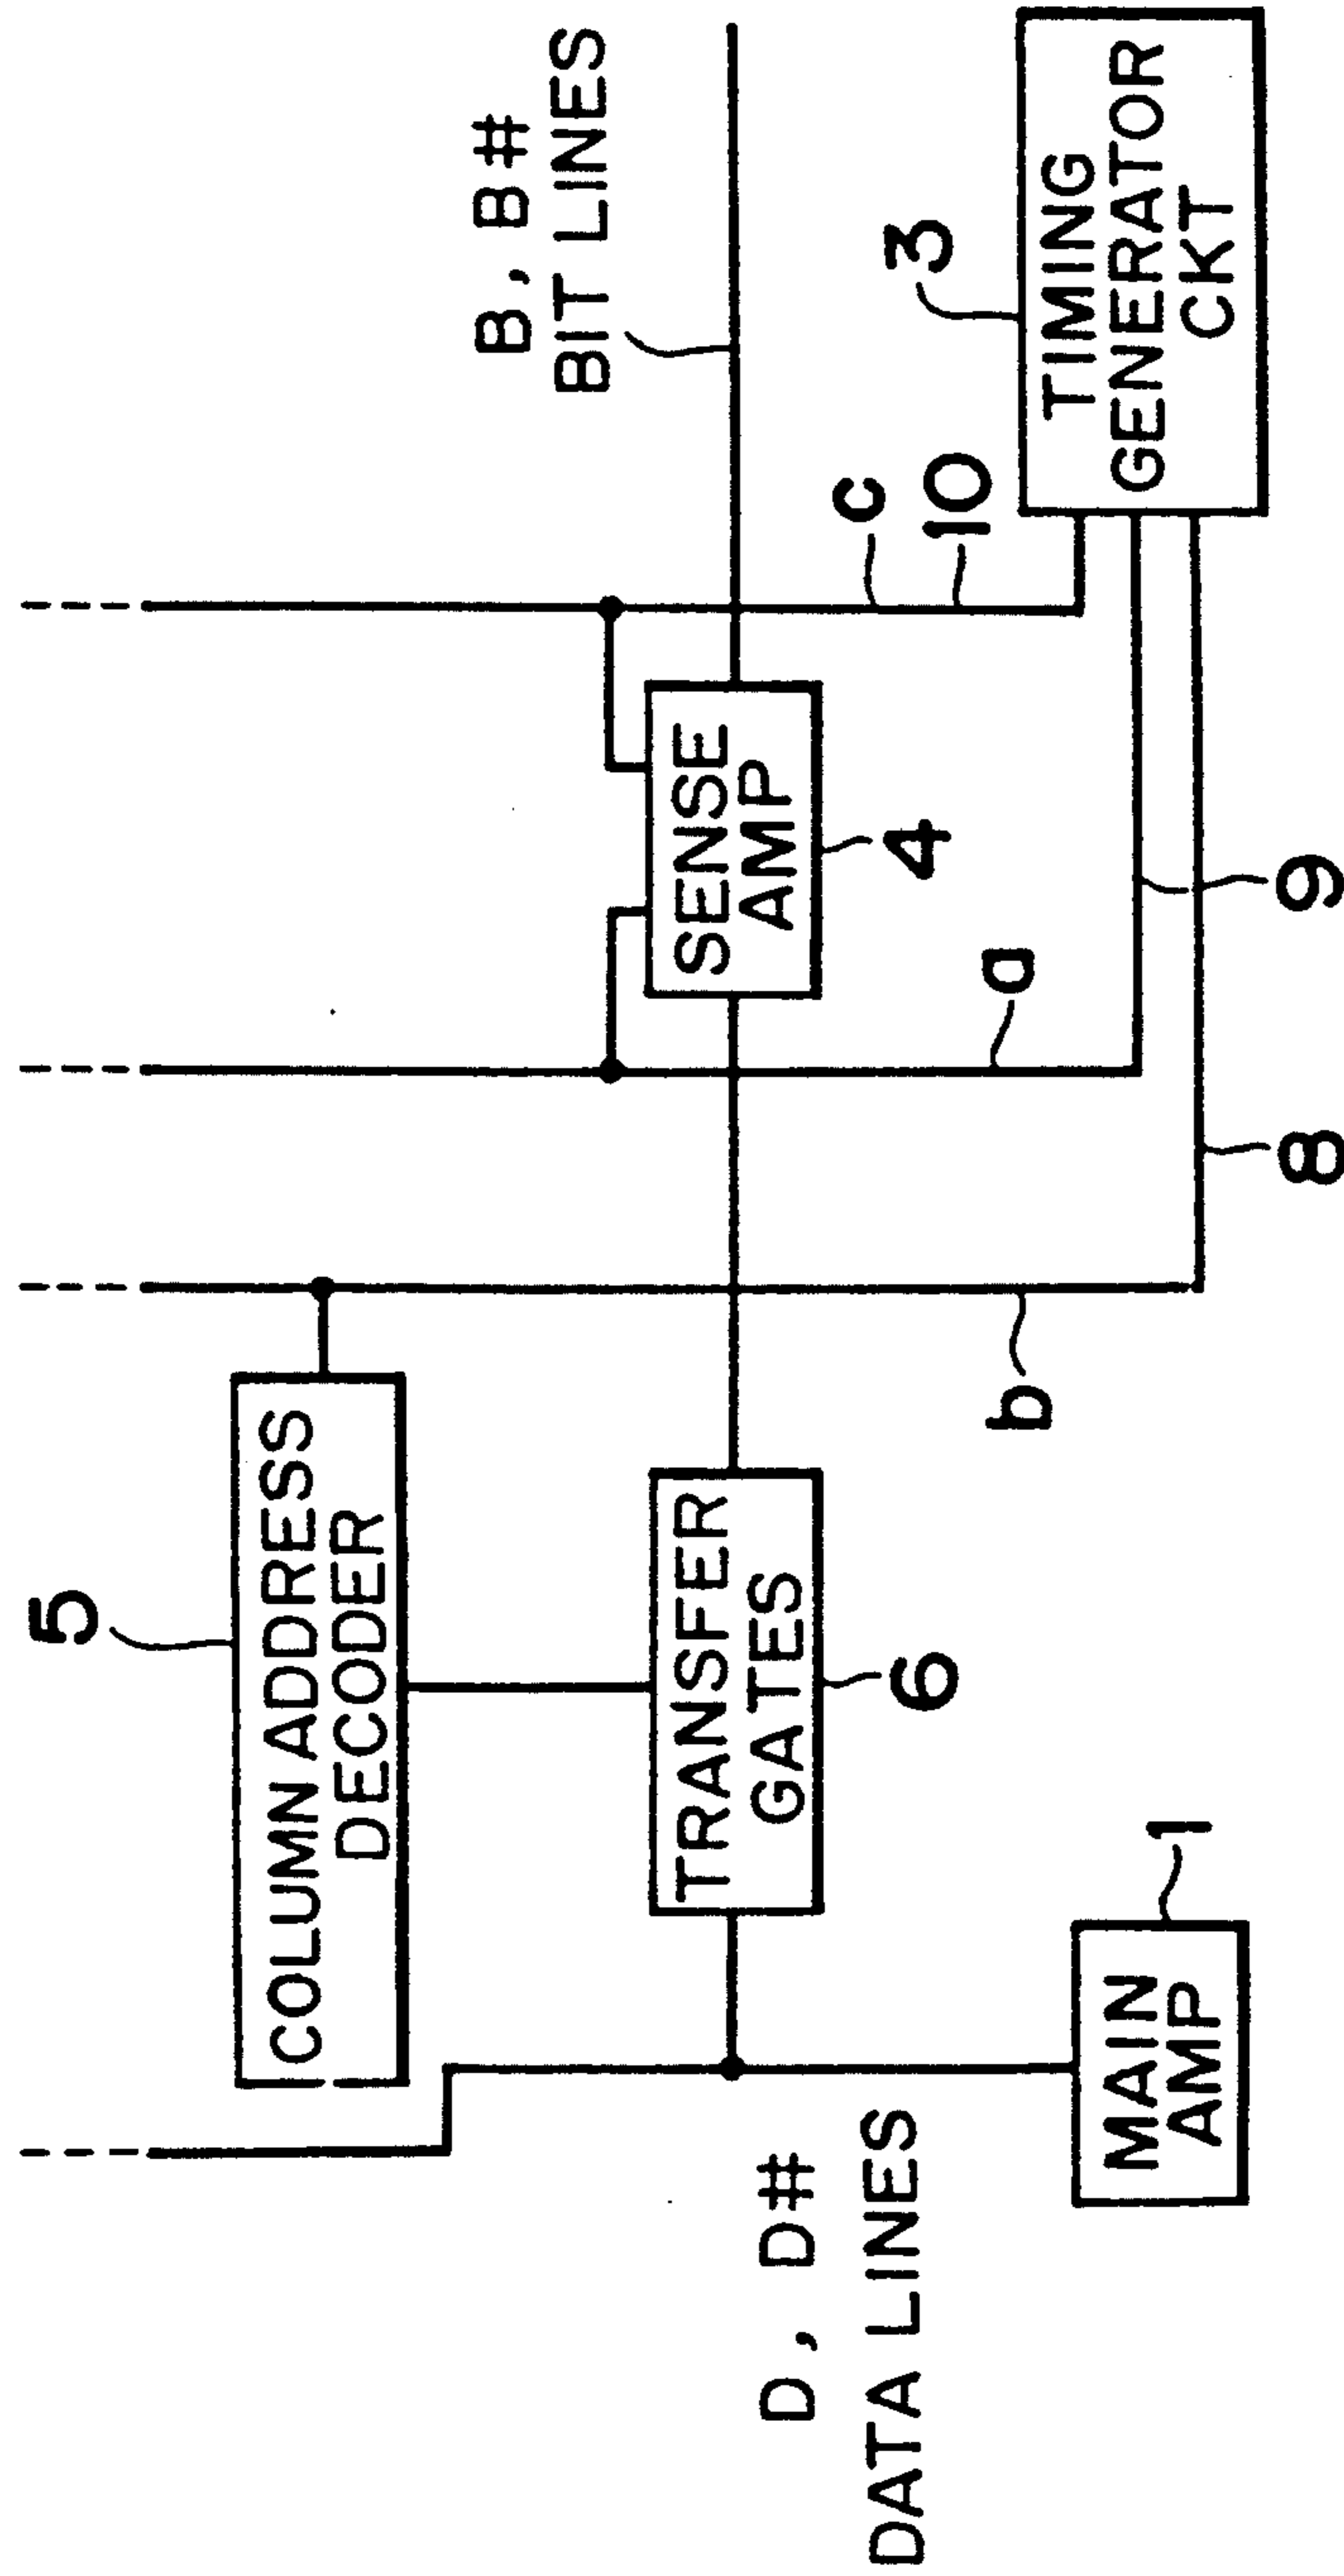 5
COLUMN ADDRESS
DECODER
B, B#
BIT LINES
TRANSFER
GATES
6
SENSE
AMP
4
c
10
3
D, D#
DATA LINES
b
a
MAIN
AMP
1
TIMING
GENERATOR
CKT
8
9